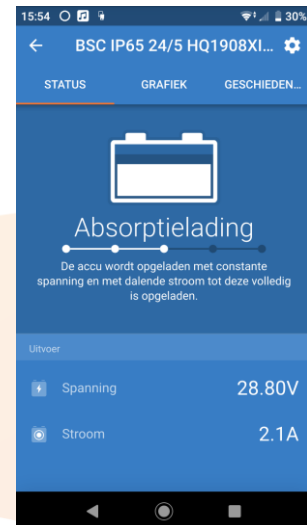 15:54 30%
BSC IP65 24/5 HQ1908XI...
STATUS GRAFIEK GESCHIEDEN...
Absorptielading
De accu wordt opgeladen met constante
spanning en met dalende stroom tot deze volledig
is opgeladen.
Uitvoer
Spanning 28.80V
Stroom 2.1A